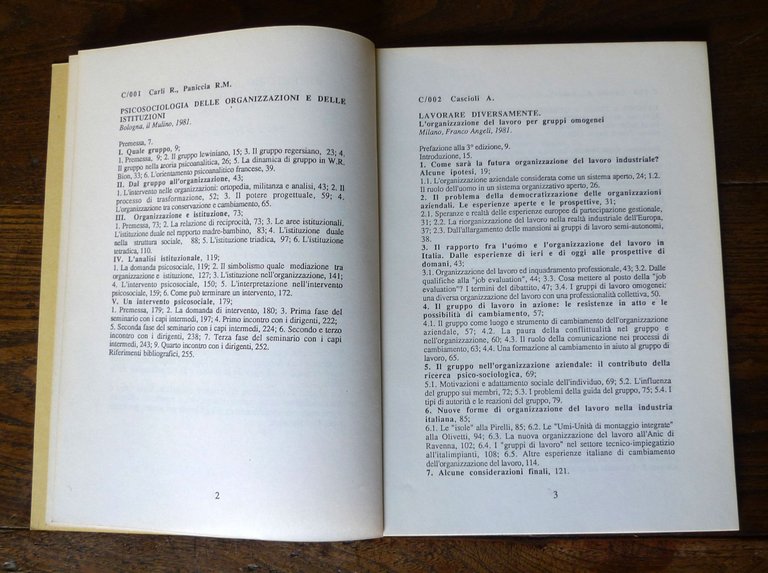 C/001 Carli R., Paniccia R.M.
PSICOSOCIOLOGIA DELLE ORGANIZZAZIONI E DELLE
ISTITUZIONI
Bologna, il Mulino, 1981.
Premessa, 7.
I. Quale gruppo, 9;
1. Premessa, 9; 2. Il gruppo lewiniano, 15; 3. Il gruppo regersiano, 23; 4.
Il gruppo nella teoria psicoanalitica, 26; 5. La dinamica di gruppo in W.R.
Bion, 33; 6. L'orientamento psicoanalitico francese, 39.
II. Dal gruppo all'organizzazione, 43;
1. L'intervento nelle organizzazioni: ortopedia, militanza e analisi, 43; 2. Il
processo di trasformazione, 52; 3. Il potere progettuale, 59; 4.
L'organizzazione tra conservazione e cambiamento, 65.
III. Organizzazione e istituzione, 73;
1. Premessa, 73; 2. La relazione di reciprocità, 73; 3. Le aree istituzionali.
L'istituzione duale nel rapporto madre-bambino, 83; 4. L'istituzione duale
nella struttura sociale, 88; 5. L'istituzione triadica, 97; 6. L'istituzione
tetradica, 110.
IV. L'analisi istituzionale, 119;
1. La domanda psicosociale, 119; 2. Il simbolismo quale mediazione tra
organizzazione e istituzione, 127; 3. L'istituzione nell'organizzazione, 141;
4. L'intervento psicosociale, 150; 5. L'interpretazione nell'intervento
psicosociale, 159; 6. Come può terminare un intervento, 172.
V. Un intervento psicosociale, 179;
1. Premessa, 179; 2. La domanda di intervento, 180; 3. Prima fase del
seminario con i capi intermedi, 197; 4. Primo incontro con i dirigenti, 222;
5. Seconda fase del seminario con i capi intermedi, 224; 6. Secondo e terzo
incontro con i dirigenti, 238; 7. Terza fase del seminario con i capi
intermedi, 243; 9. Quarto incontro con i dirigenti, 252.
Riferimenti bibliografici, 255.
2
C/002 Cascioli A.
LAVORARE DIVERSAMENTE.
L'organizzazione del lavoro per gruppi omogenei
Milano, Franco Angeli, 1981.
Prefazione alla 3° edizione, 9.
Introduzione, 15.
1. Come sarà la futura organizzazione del lavoro industriale?
Alcune ipotesi, 19;
1.1. L'organizzazione aziendale considerata come un sistema aperto, 24; 1.2.
Il ruolo dell'uomo in un sistema organizzativo aperto, 26.
2. Il problema della democratizzazione delle organizzazioni
aziendali. Le esperienze aperte e le prospettive, 31;
2.1. Speranze e realtà delle esperienze europee di partecipazione gestionale,
31; 2.2. La riorganizzazione del lavoro nella realtà industriale dell'Europa,
37; 2.3. Dall'allargamento delle mansioni ai gruppi semi-autonomi,
38.
3. Il rapporto fra l'uomo e l'organizzazione del lavoro in
Italia. Dalle esperienze di ieri e di oggi alle prospettive di
domani, 43;
3.1. Organizzazione del lavoro ed inquadramento professionale, 43; 3.2. Dalle
qualifiche alla "job evaluation", 44; 3.3. Cosa mettere al posto della "job
evaluation"? I termini del dibattito, 47; 3.4. I gruppi di lavoro omogenei:
una diversa organizzazione del lavoro con una professionalità collettiva, 50.
4. Il gruppo di lavoro in azione: le resistenze in atto e le
possibilità di cambiamento, 57;
4.1. Il gruppo come luogo e strumento di cambiamento dell'organizzazione
aziendale, 57; 4.2. La paura della conflittualità nel gruppo e
nell'organizzazione, 60; 4.3. Il ruolo della comunicazione nei processi di
cambiamento, 63; 4.4. Una formazione al cambiamento in aiuto al gruppo di
lavoro, 65.
5. Il gruppo nell'organizzazione aziendale: il contributo della
ricerca psico-sociologica, 69;
5.1. Motivazioni e adattamento sociale dell'individuo, 69; 5.2. L'influenza
del gruppo sui membri, 72; 5.3. I problemi della guida del gruppo, 75; 5.4. I
tipi di autorità e le reazioni del gruppo, 79.
6. Nuove forme di organizzazione del lavoro nella industria
italiana, 85;
6.1. Le "isole" alla Pirelli, 85; 6.2. Le "Umi-Unità di montaggio integrate"
alla Olivetti, 94; 6.3. La nuova organizzazione del lavoro all'Anic di
Ravenna, 102; 6.4. I "gruppi di lavoro" nel settore tecnico-impiegatizio
all'italimpianti, 108; 6.5. Altre esperienze italiane di cambiamento
dell'organizzazione del lavoro, 114.
7. Alcune considerazioni finali, 121.
3